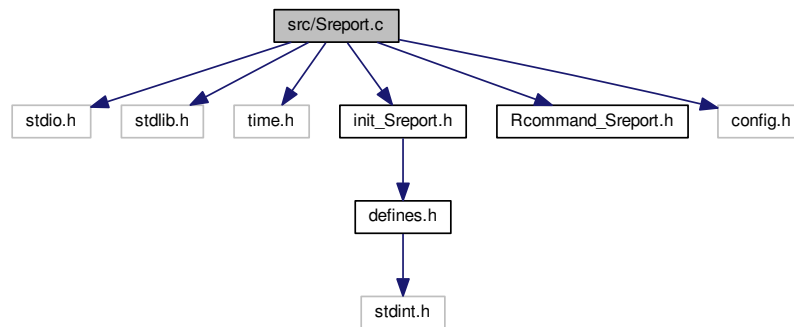 src/Sreport.c
stdio.h
stdlib.h
time.h
init_Sreport.h
Rcommand_Sreport.h
config.h
defines.h
stdint.h